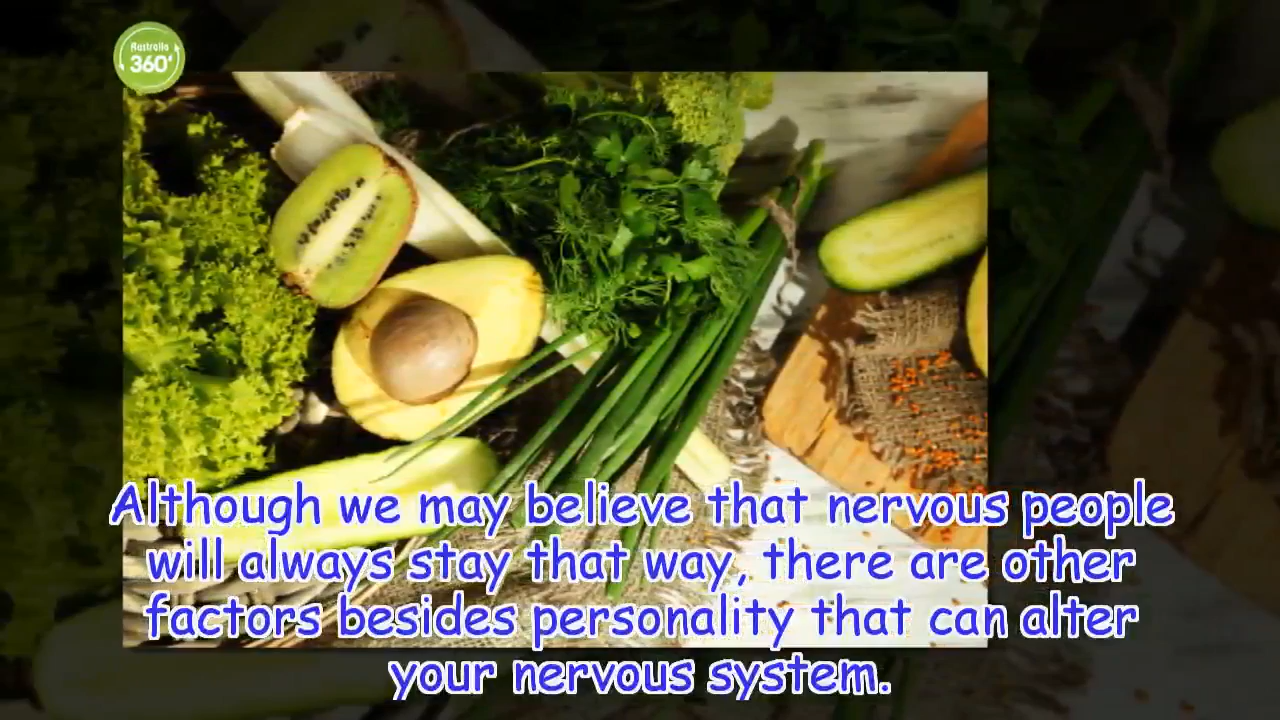 Australia
360°
Although we may believe that nervous people
will always stay that way, there are other
factors besides personality that can alter
your nervous system.